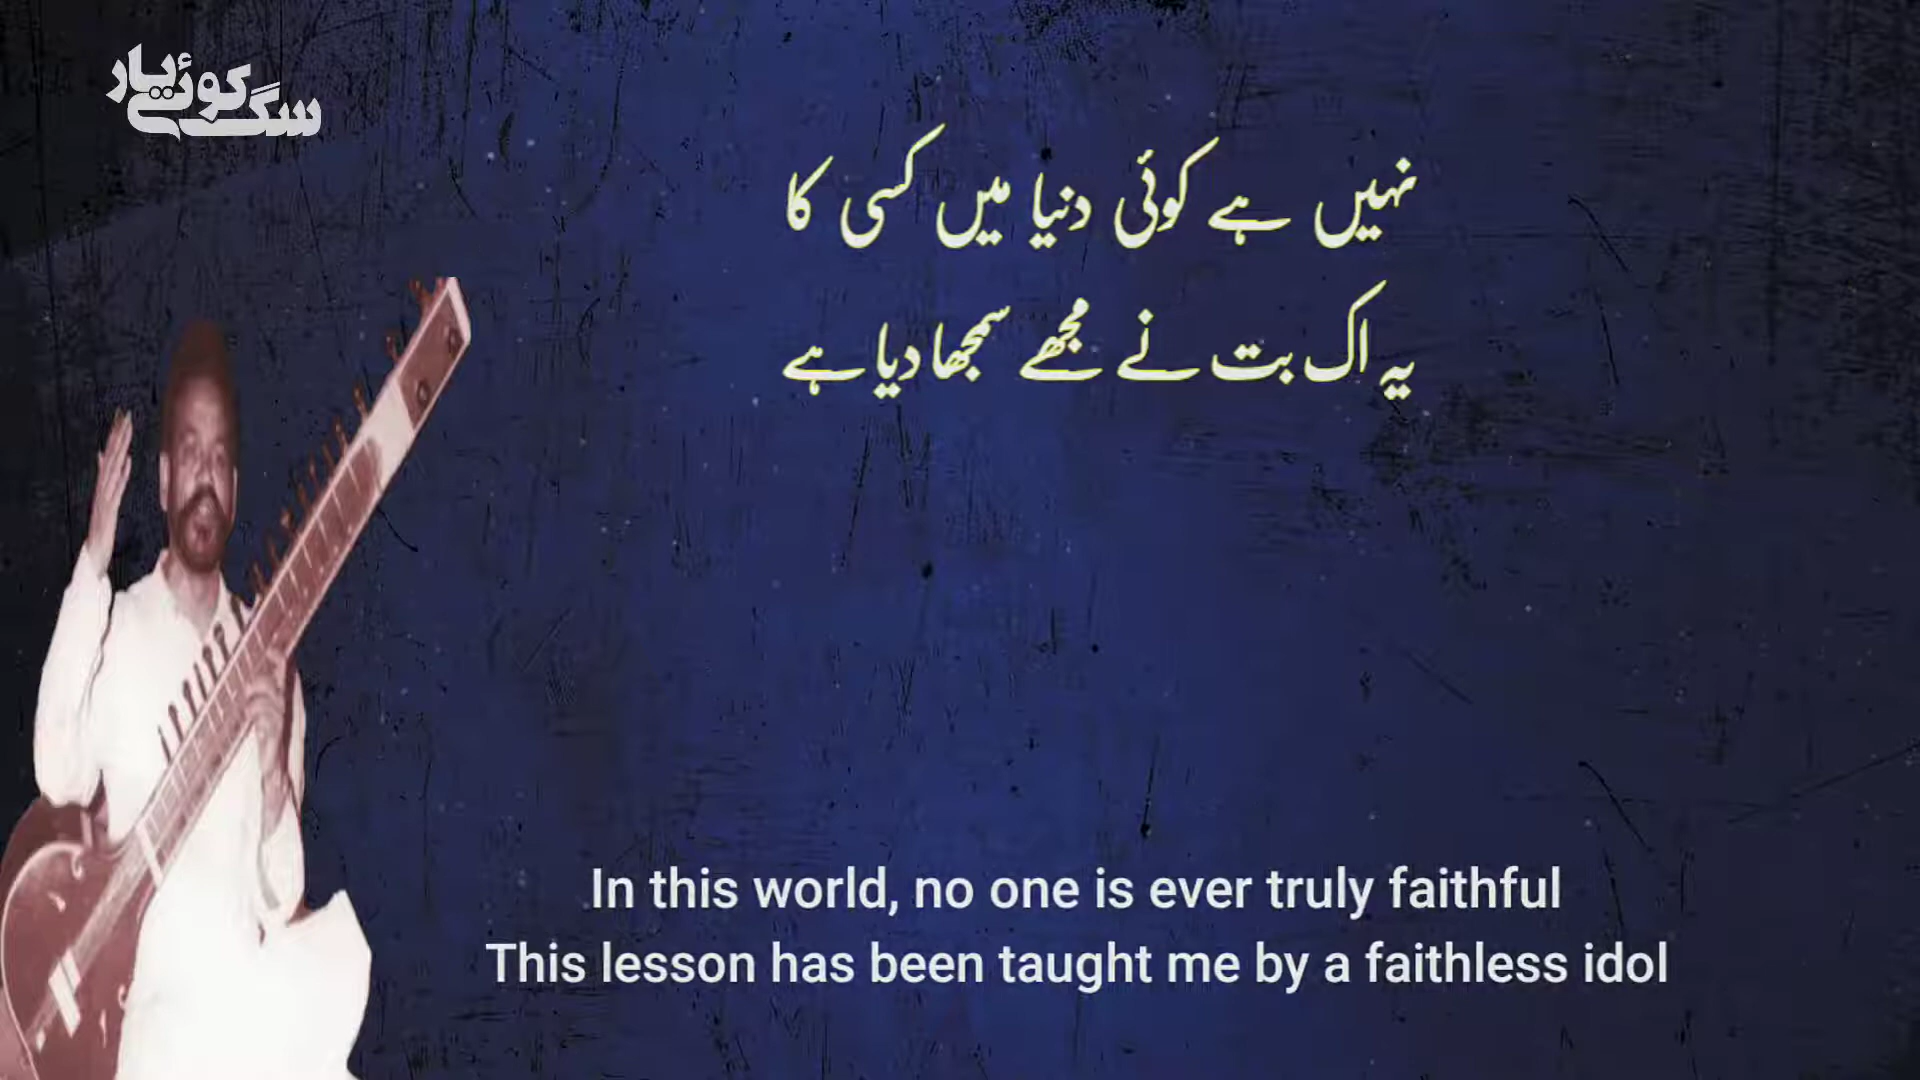 سگ کوئے یار
نہیں ہے کوئی دنیا میں کسی کا
یہ اک بت نے مجھے سمجھا دیا ہے
In this world, no one is ever truly faithful
This lesson has been taught me by a faithless idol